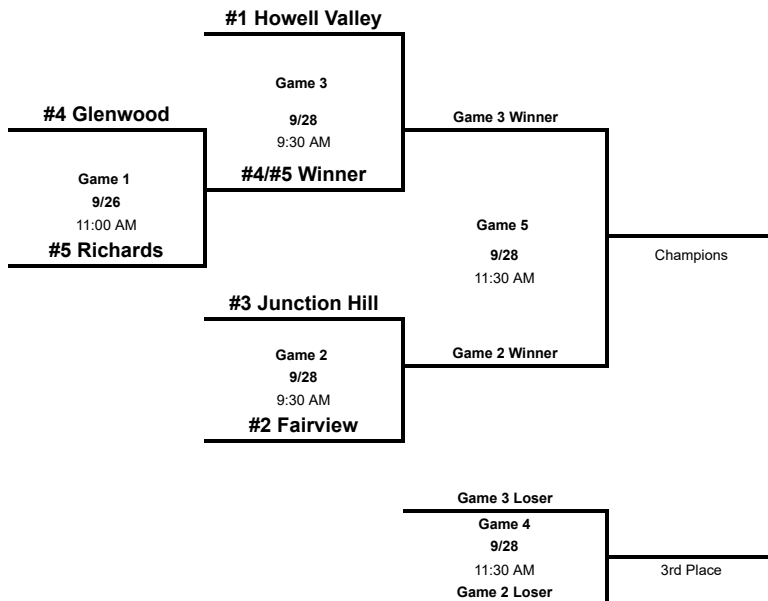 #1 Howell Valley
Game 3
9/28
9:30 AM
#4 Glenwood
Game 1
9/26
11:00 AM
#5 Richards
#4/#5 Winner
Game 3 Winner
Game 5
9/28
11:30 AM
Champions
#3 Junction Hill
Game 2
9/28
9:30 AM
#2 Fairview
Game 2 Winner
Game 3 Loser
Game 4
9/28
11:30 AM
Game 2 Loser
3rd Place